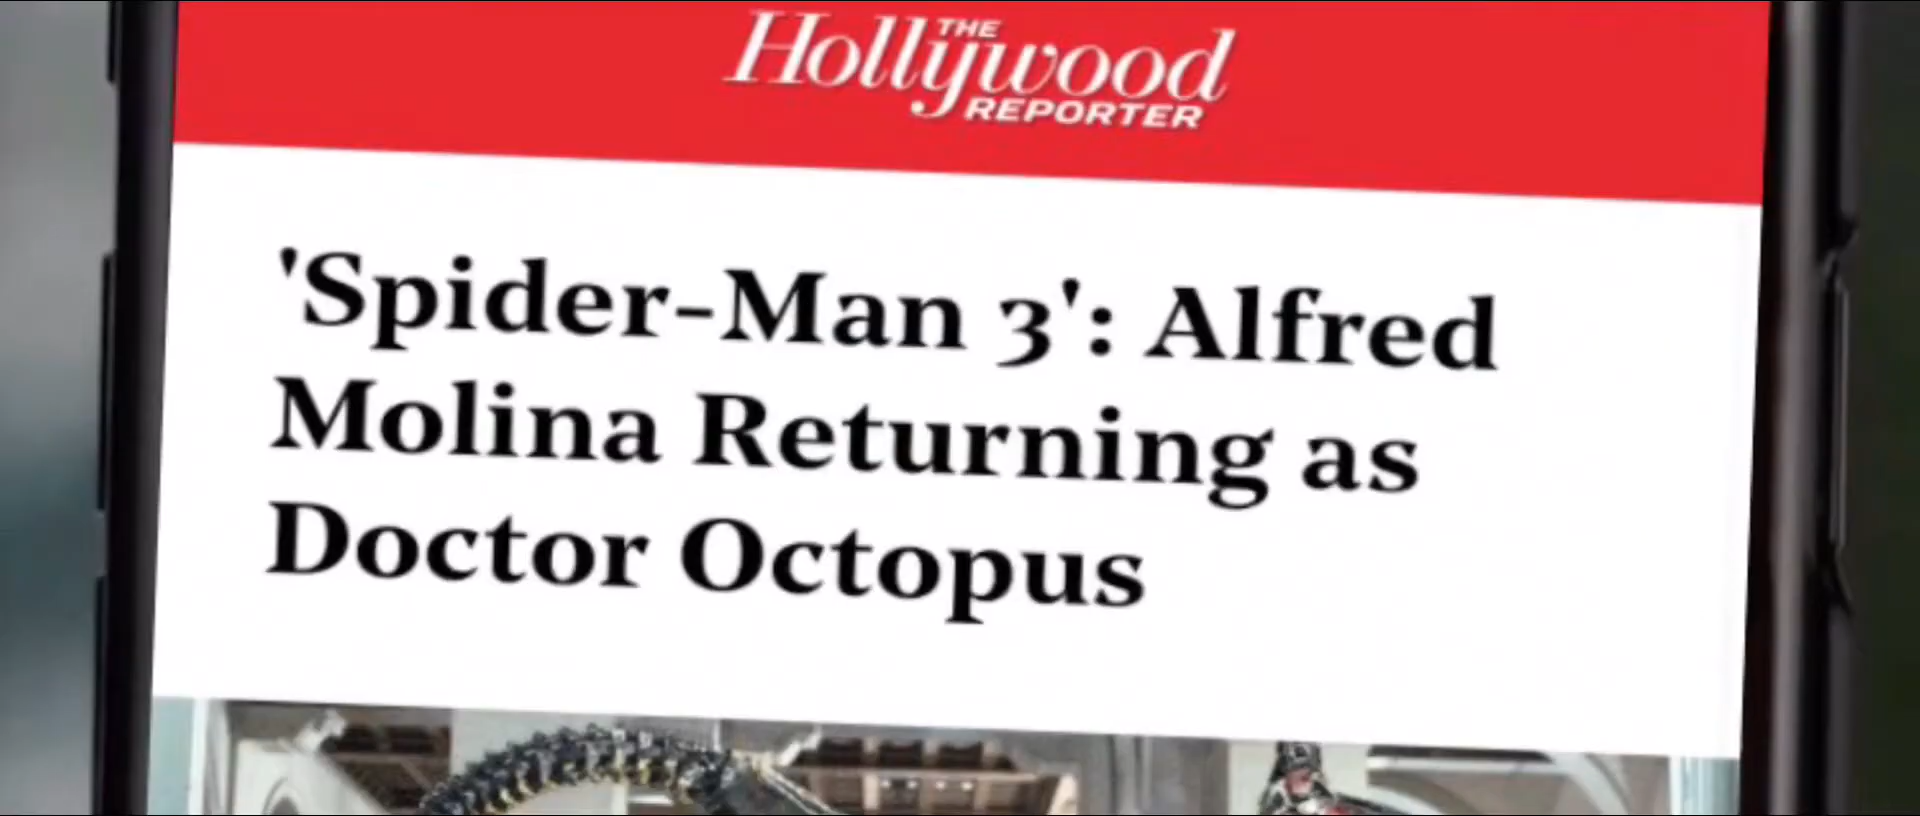 THE
Hollywood
REPORTER
'Spider-Man 3': Alfred
Molina Returning as
Doctor Octopus